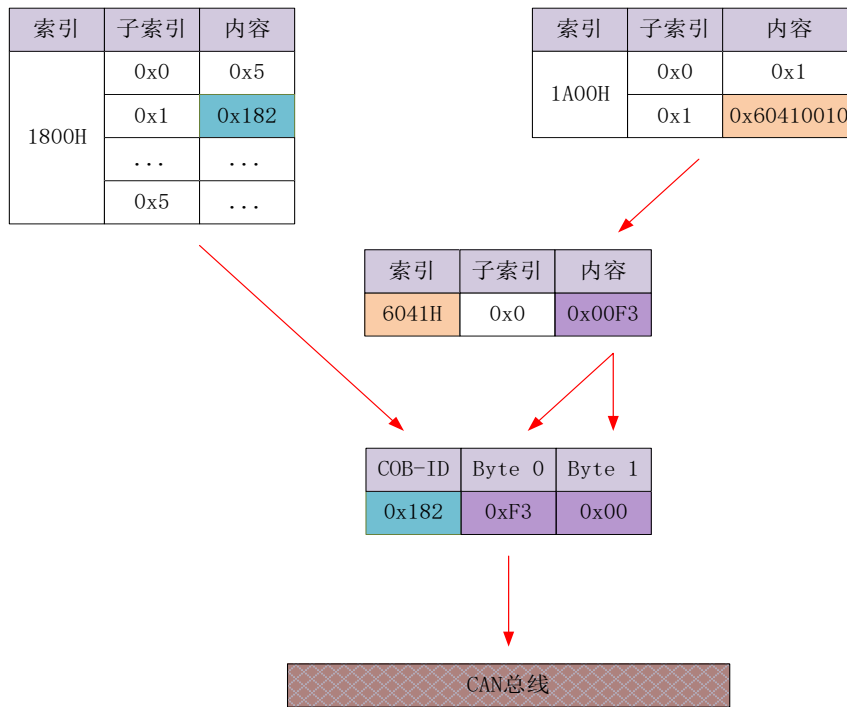 索引 子索引 内容
1800H
0x0 0x5
0x1 0x182
... ...
0x5 ...
索引 子索引 内容
1A00H
0x0 0x1
0x1 0x60410010
索引 子索引 内容
6041H 0x0 0x00F3
COB-ID Byte 0 Byte 1
0x182 0xF3 0x00
CAN总线